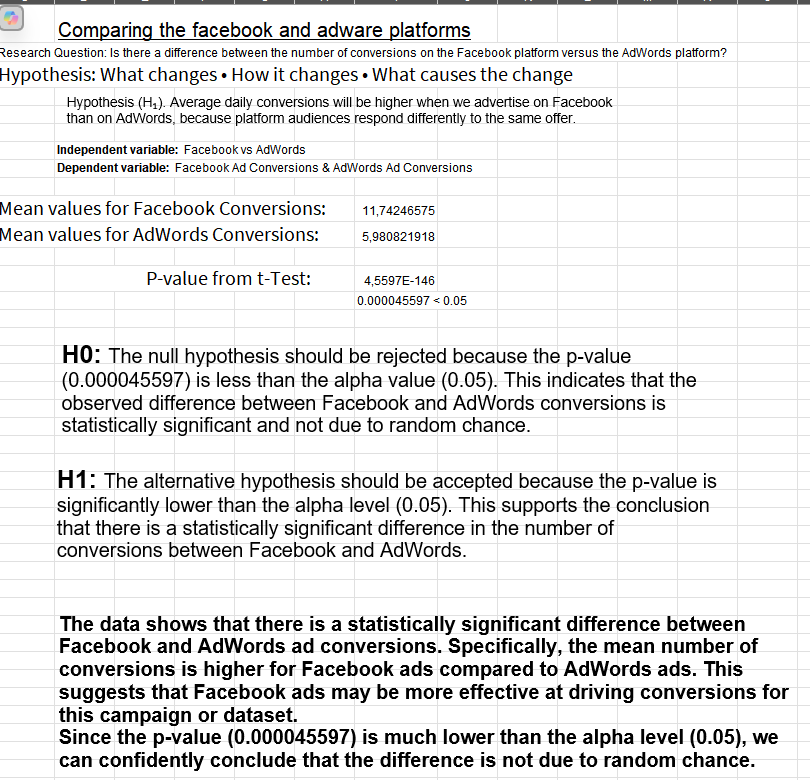 Comparing the facebook and adware platforms
Research Question: Is there a difference between the number of conversions on the Facebook platform versus the AdWords platform?
Hypothesis: What changes • How it changes • What causes the change
Hypothesis (H₁). Average daily conversions will be higher when we advertise on Facebook
than on AdWords, because platform audiences respond differently to the same offer.
Independent variable: Facebook vs AdWords
Dependent variable: Facebook Ad Conversions & AdWords Ad Conversions
Mean values for Facebook Conversions: 11,74246575
Mean values for AdWords Conversions: 5,980821918
P-value from t-Test: 4,5597E-146
0.000045597 < 0.05
H0: The null hypothesis should be rejected because the p-value
(0.000045597) is less than the alpha value (0.05). This indicates that the
observed difference between Facebook and AdWords conversions is
statistically significant and not due to random chance.
H1: The alternative hypothesis should be accepted because the p-value is
significantly lower than the alpha level (0.05). This supports the conclusion
that there is a statistically significant difference in the number of
conversions between Facebook and AdWords.
The data shows that there is a statistically significant difference between
Facebook and AdWords ad conversions. Specifically, the mean number of
conversions is higher for Facebook ads compared to AdWords ads. This
suggests that Facebook ads may be more effective at driving conversions for
this campaign or dataset.
Since the p-value (0.000045597) is much lower than the alpha level (0.05), we
can confidently conclude that the difference is not due to random chance.